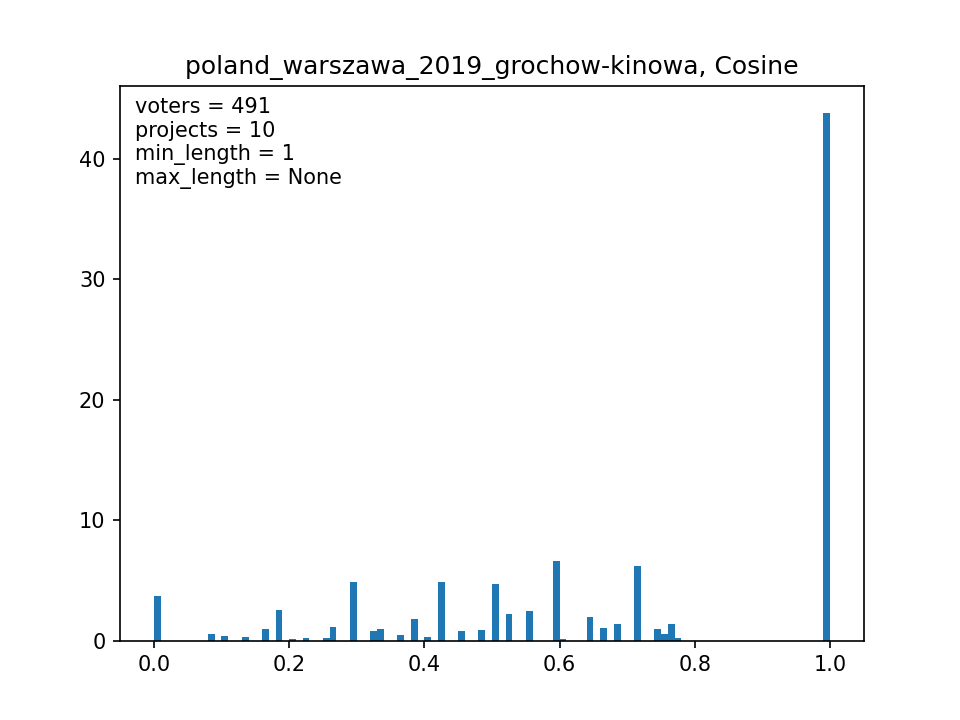 poland_warszawa_2019_grochow-kinowa, Cosine
voters = 491
projects = 10
min_length = 1
max_length = None
40
30
20
10
0
0.0 0.2 0.4 0.6 0.8 1.0